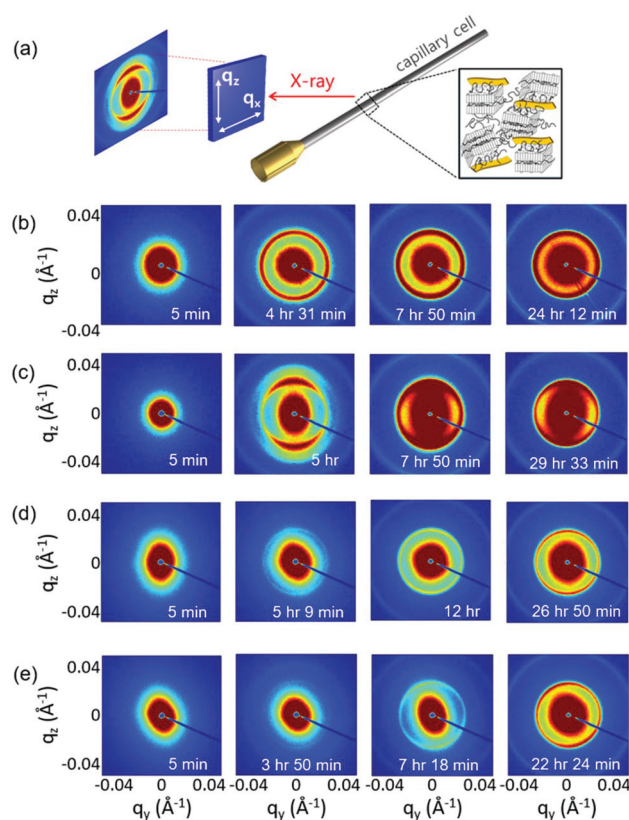 (a)
q_z
q_x
X-ray
capillary cell
(b)
0.04
0
-0.04
q_z (Å⁻¹)
5 min
4 hr 31 min
7 hr 50 min
24 hr 12 min
(c)
0.04
0
-0.04
q_z (Å⁻¹)
5 min
5 hr
7 hr 50 min
29 hr 33 min
(d)
0.04
0
-0.04
q_z (Å⁻¹)
5 min
5 hr 9 min
12 hr
26 hr 50 min
(e)
0.04
0
-0.04
q_z (Å⁻¹)
5 min
3 hr 50 min
7 hr 18 min
22 hr 24 min
-0.04 0 0.04 -0.04 0 0.04 -0.04 0 0.04 -0.04 0 0.04
q_y (Å⁻¹) q_y (Å⁻¹) q_y (Å⁻¹) q_y (Å⁻¹)